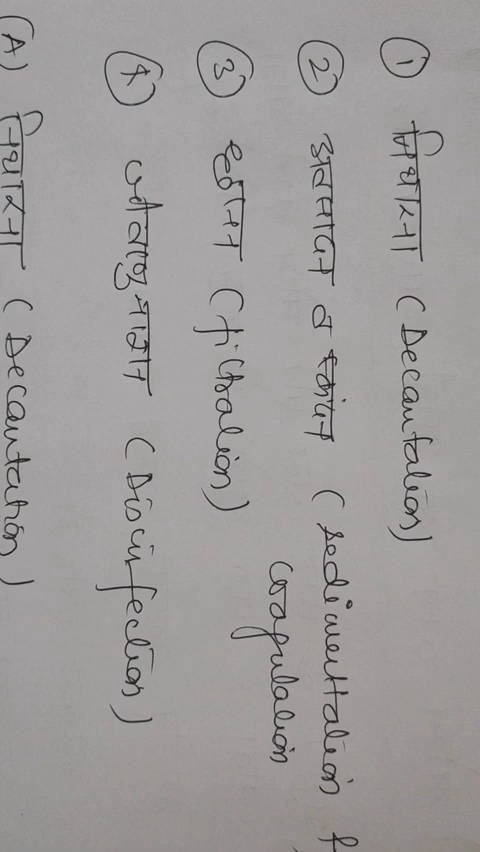 ① निथारना (Decantation)
② अवसादन व स्कंदन (Sedimentation &
Coagulation
③ छानन (filtration)
④ जीवाणुनाशन (Disinfection)
(A) निथारना (Decantation)